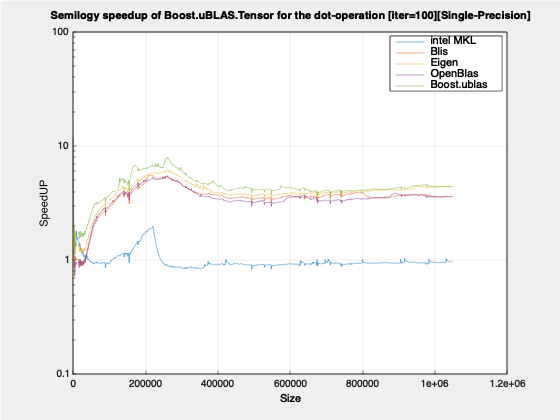 Semilogy speedup of Boost.uBLAS.Tensor for the dot-operation [iter=100][Single-Precision]
100
intel MKL
Blis
Eigen
OpenBlas
Boost.ublas
10
SpeedUP
1
0.1
0 200000 400000 600000 800000 1e+06 1.2e+06
Size